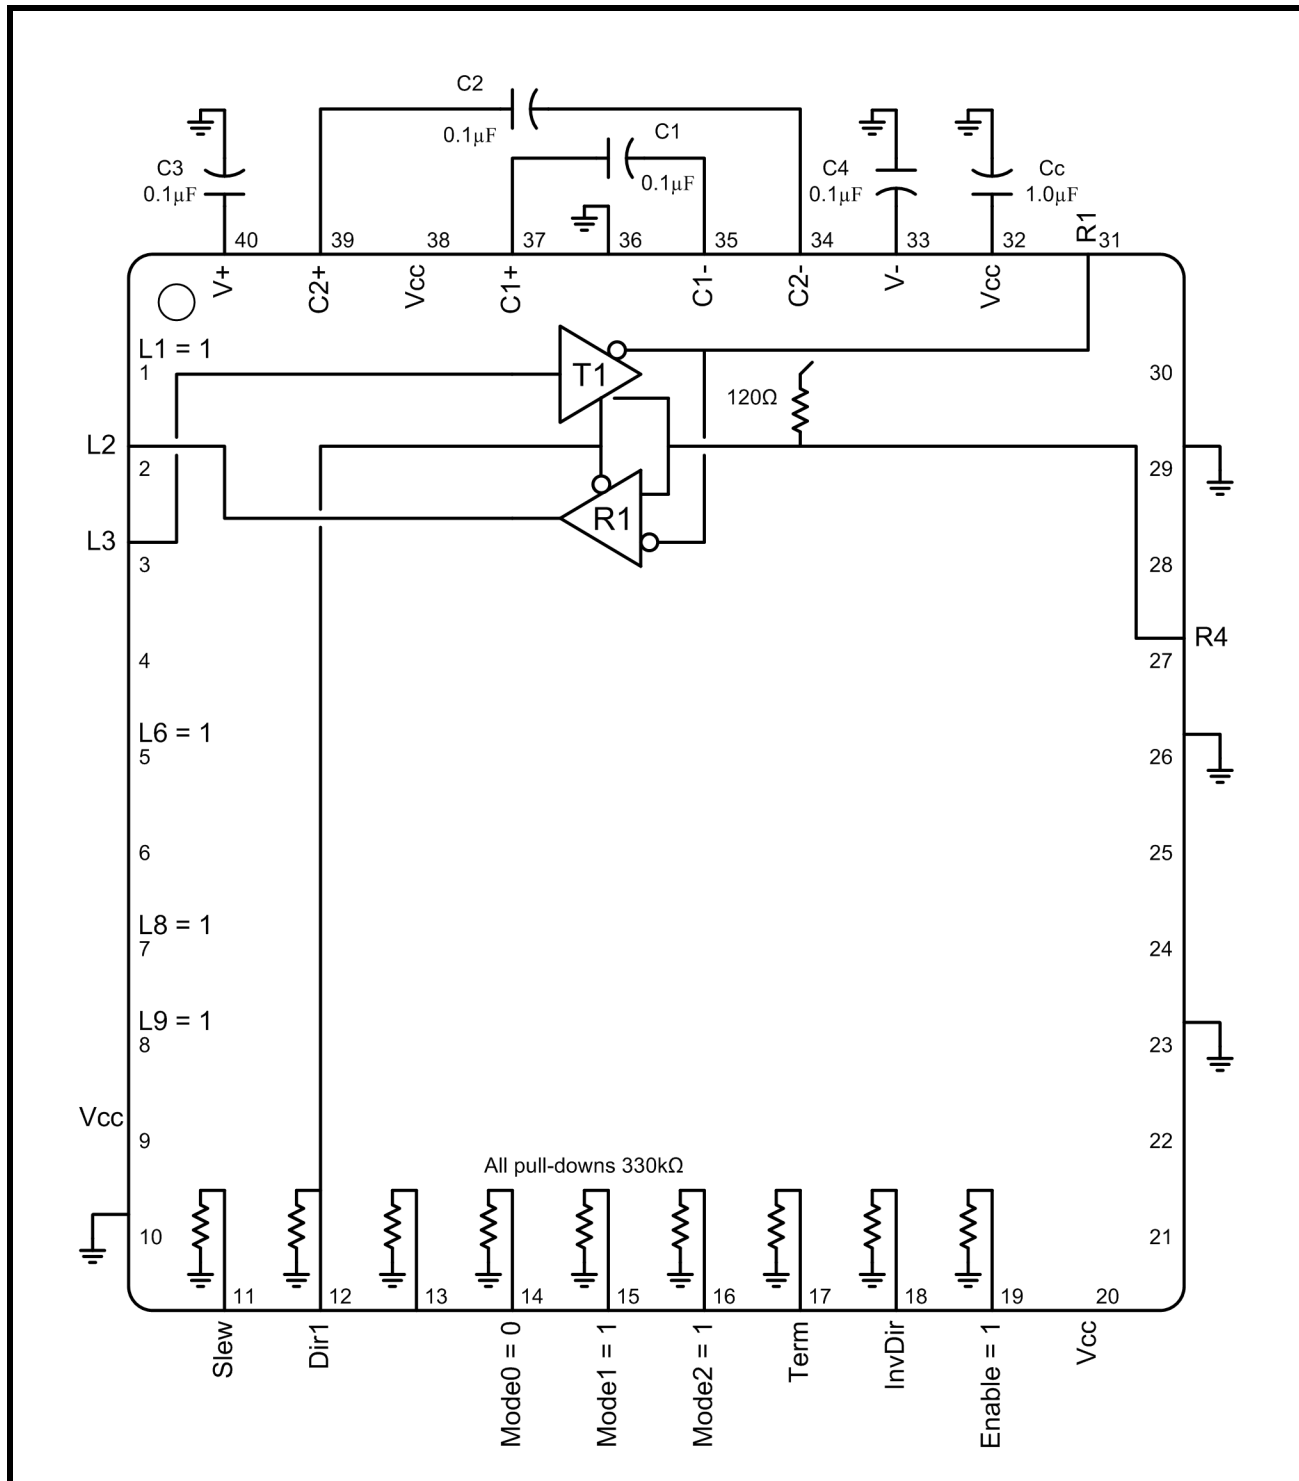 C2
0.1µF
C1
0.1µF
C3
0.1µF
C4
0.1µF
Cc
1.0µF
R1
40
39
38
37
36
35
34
33
32
31
V+
C2+
Vcc
C1+
C1-
C2-
V-
Vcc
L1 = 1
1
T1
120Ω
30
L2
2
29
R1
L3
3
28
R4
4
27
L6 = 1
5
26
6
25
L8 = 1
7
24
L9 = 1
8
23
Vcc
9
22
All pull-downs 330kΩ
10
21
11
12
13
14
15
16
17
18
19
20
Slew
Dir1
Mode0 = 0
Mode1 = 1
Mode2 = 1
Term
InvDir
Enable = 1
Vcc